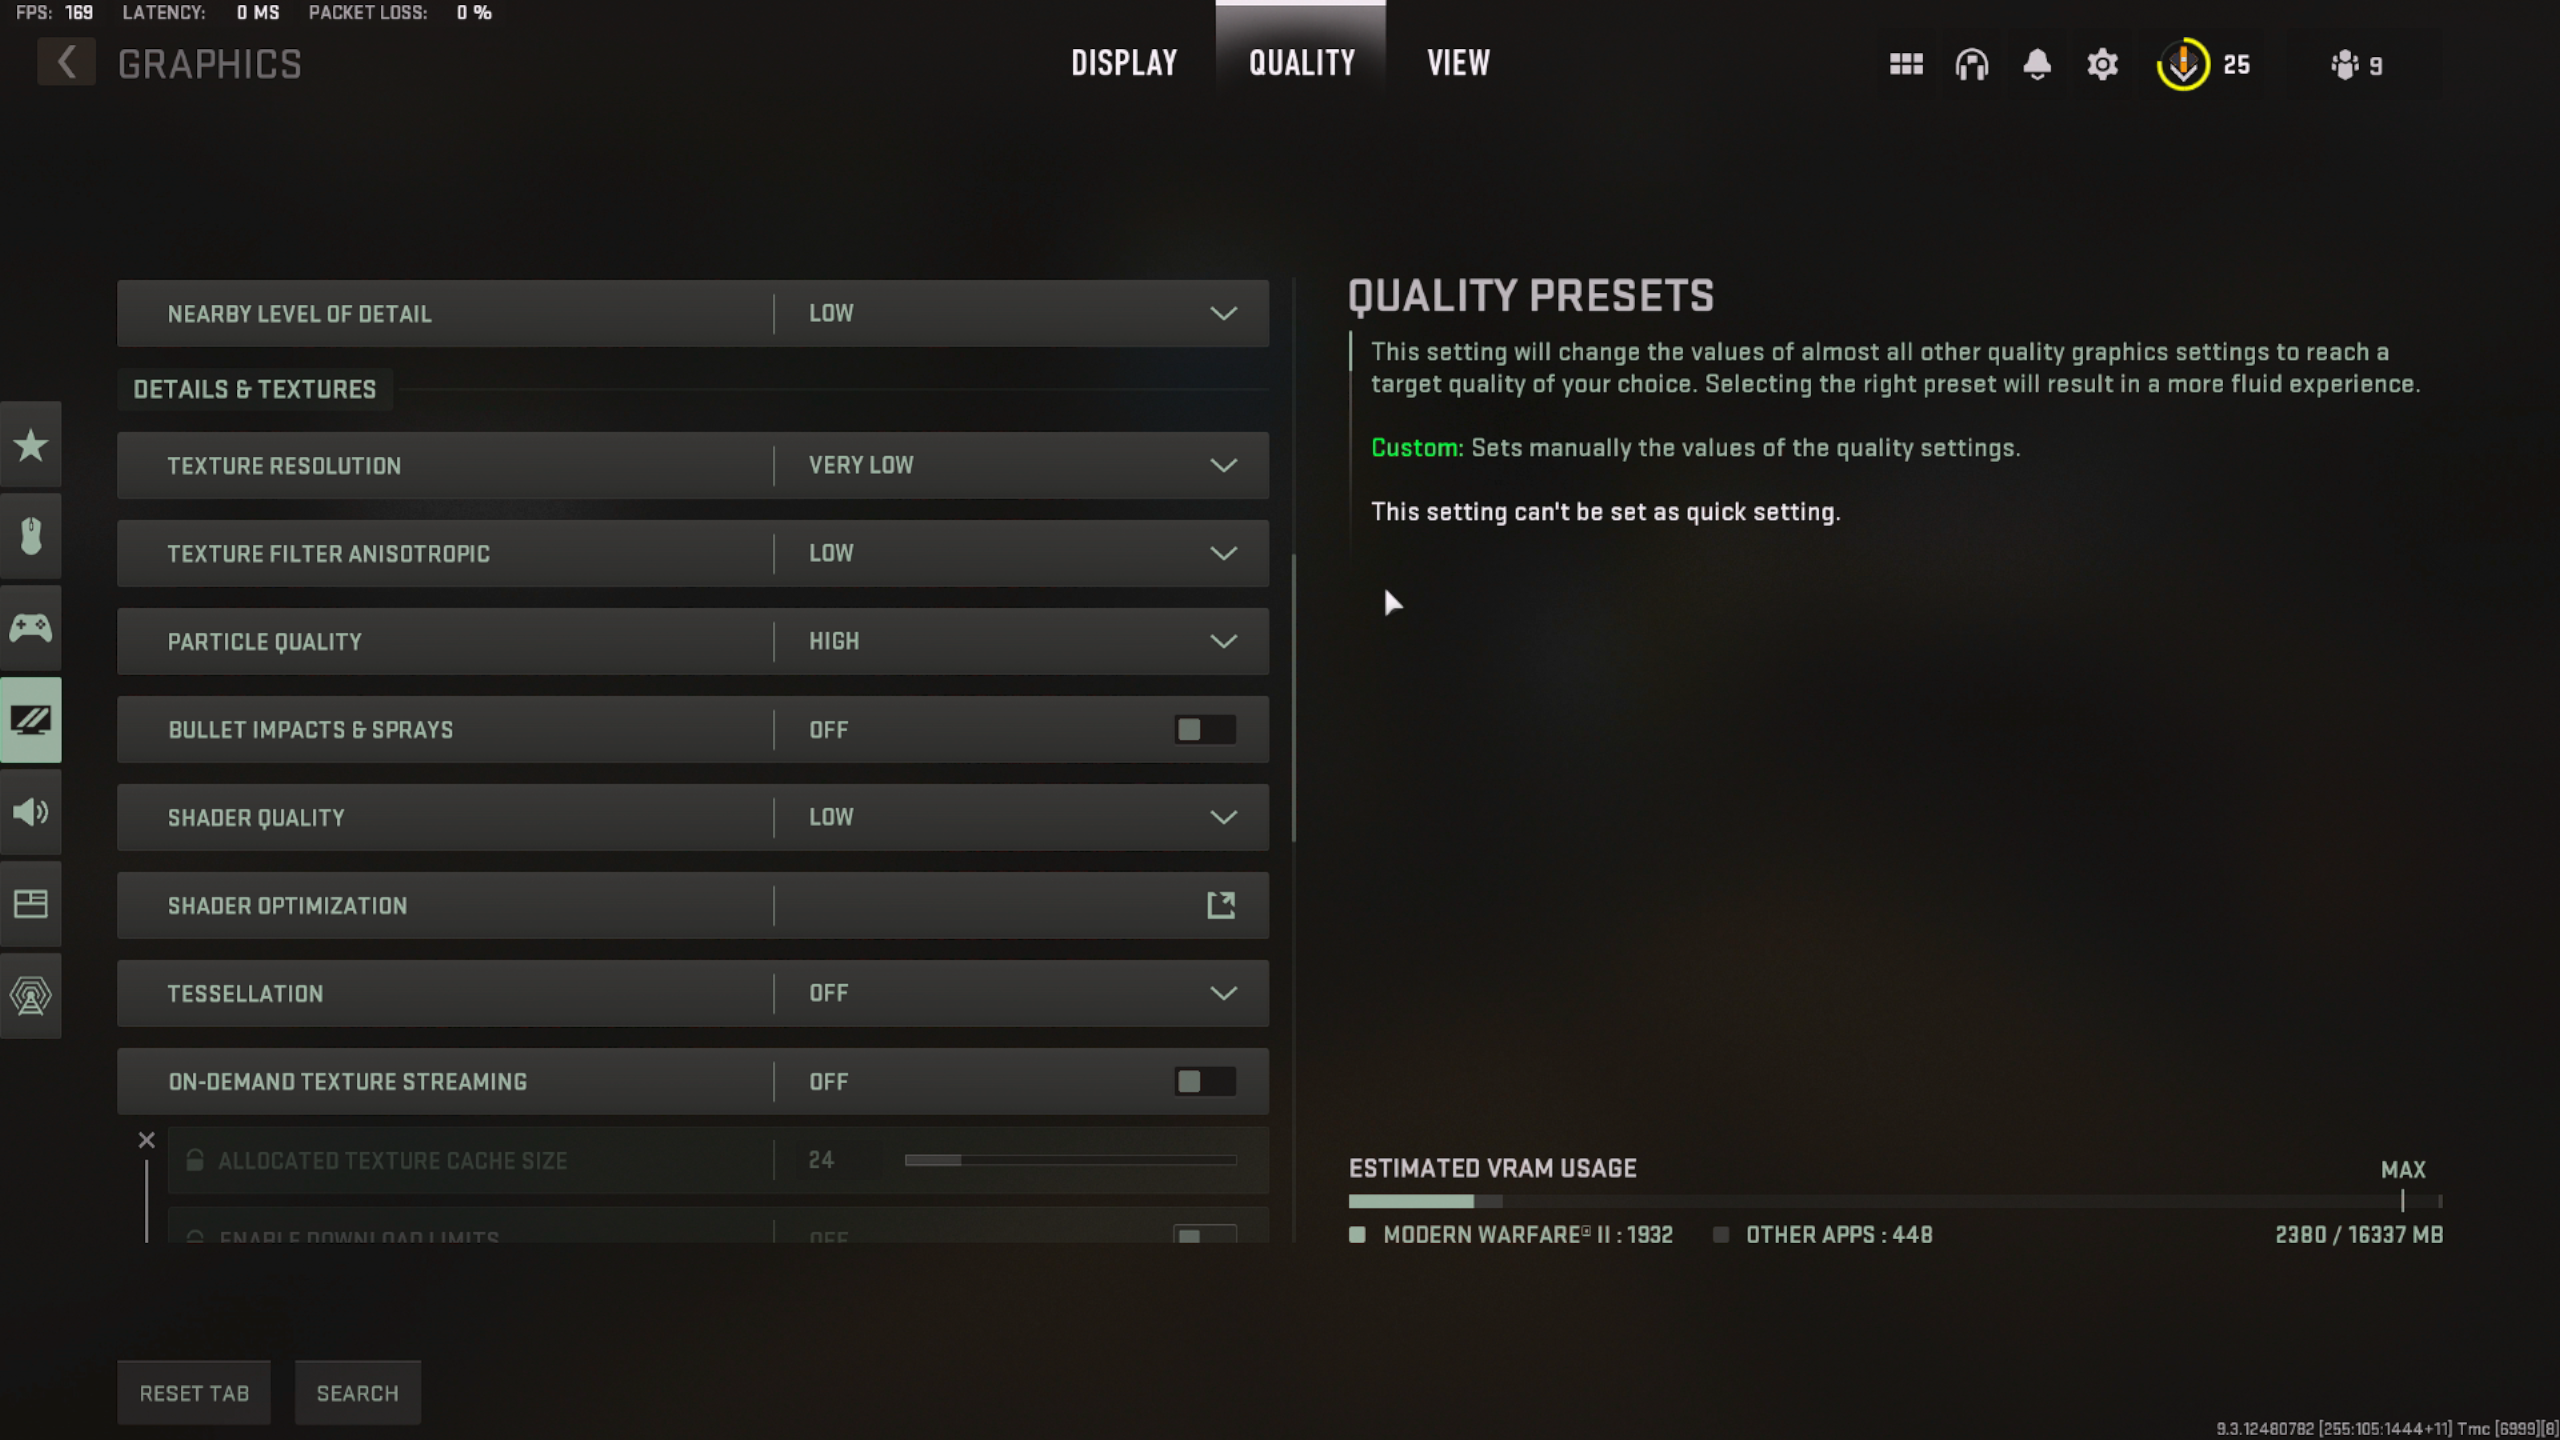 FPS: 169 LATENCY: 0 MS PACKET LOSS: 0 %
GRAPHICS
DISPLAY QUALITY VIEW
25
9
NEARBY LEVEL OF DETAIL LOW
DETAILS & TEXTURES
TEXTURE RESOLUTION VERY LOW
TEXTURE FILTER ANISOTROPIC LOW
PARTICLE QUALITY HIGH
BULLET IMPACTS & SPRAYS OFF
SHADER QUALITY LOW
SHADER OPTIMIZATION
TESSELLATION OFF
ON-DEMAND TEXTURE STREAMING OFF
ALLOCATED TEXTURE CACHE SIZE 24
ENABLE DOWNLOAD LIMITS OFF
QUALITY PRESETS
This setting will change the values of almost all other quality graphics settings to reach a
target quality of your choice. Selecting the right preset will result in a more fluid experience.
Custom: Sets manually the values of the quality settings.
This setting can't be set as quick setting.
ESTIMATED VRAM USAGE MAX
MODERN WARFARE® II : 1932 OTHER APPS : 448 2380 / 16337 MB
RESET TAB SEARCH
9.3.12480782 [255:105:1444+11] Tmc [6999][8]